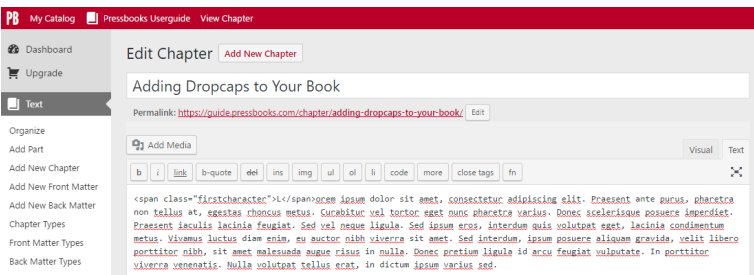 PB My Catalog Pressbooks Userguide View Chapter
Dashboard
Upgrade
Text
Organize
Add Part
Add New Chapter
Add New Front Matter
Add New Back Matter
Chapter Types
Front Matter Types
Back Matter Types
Edit Chapter Add New Chapter
Adding Dropcaps to Your Book
Permalink: https://guide.pressbooks.com/chapter/adding-dropcaps-to-your-book/ Edit
Add Media
Visual Text
b i link b-quote del ins img ul ol li code more close tags fn
<span class="firstcharacter">L</span>orem ipsum dolor sit amet, consectetur adipiscing elit. Praesent ante purus, pharetra
non tellus at, egestas rhoncus metus. Curabitur vel tortor eget nunc pharetra varius. Donec scelerisque posuere imperdiet.
Praesent iaculis lacinia feugiat. Sed vel neque ligula. Sed ipsum eros, interdum quis volutpat eget, lacinia condimentum
metus. Vivamus luctus diam enim, eu auctor nibh viverra sit amet. Sed interdum, ipsum posuere aliquam gravida, velit libero
porttitor nibh, sit amet malesuada augue risus in nulla. Donec pretium ligula id arcu feugiat vulputate. In porttitor
viverra venenatis. Nulla volutpat tellus erat, in dictum ipsum varius sed.